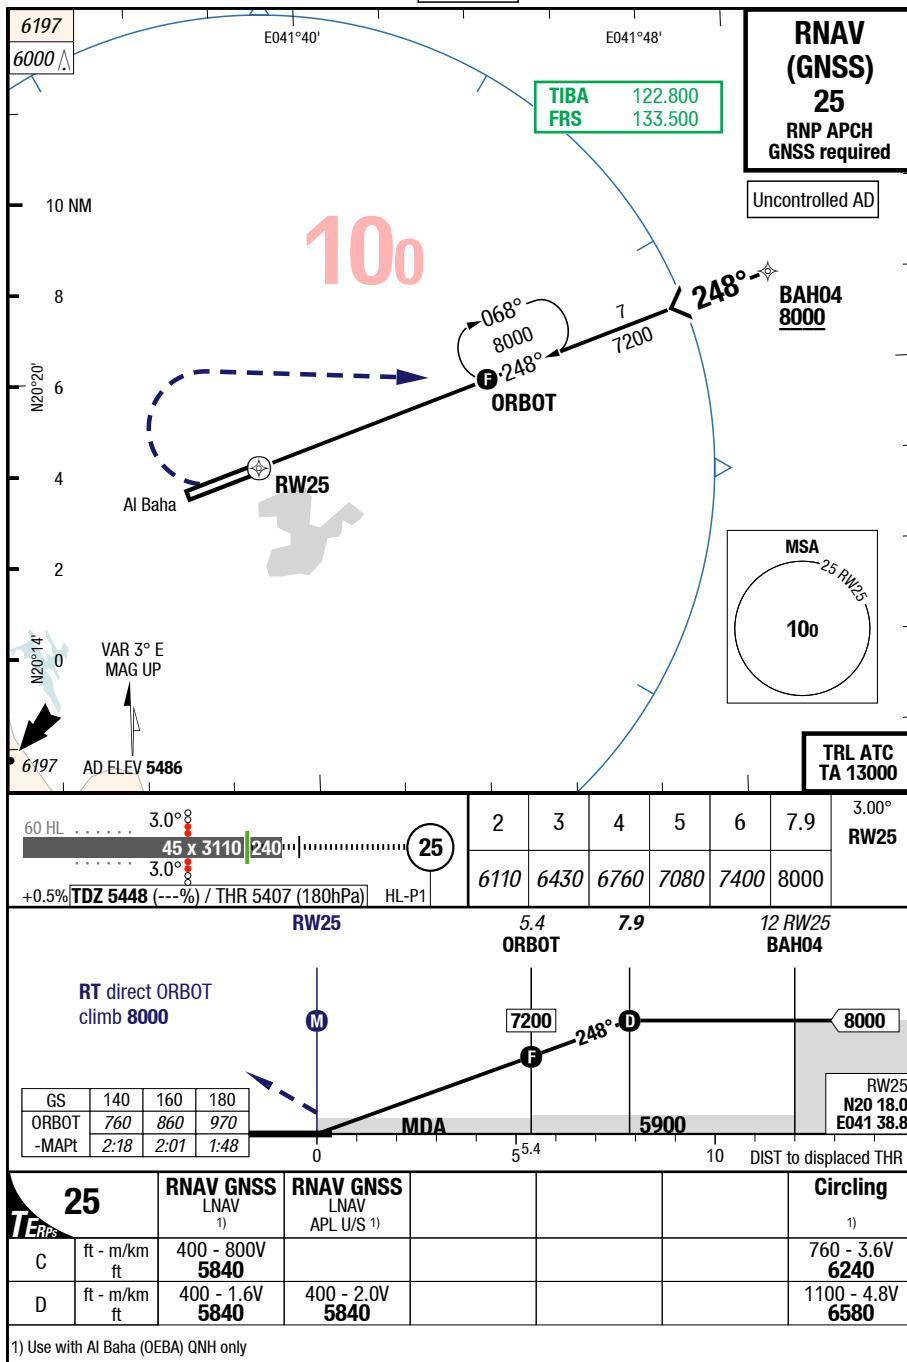 6197
6000
E041°40'
E041°48'
RNAV
(GNSS)
25
RNP APCH
GNSS required
TIBA 122.800
FRS 133.500
Uncontrolled AD
10 NM
100
8
248°
BAH04
8000
068°
8000
248°
7
7200
N20°20'
6
F
ORBOT
4
RW25
Al Baha
2
MSA
25 RW25
100
N20°14'
0
VAR 3° E
MAG UP
6197
AD ELEV 5486
TRL ATC
TA 13000
60 HL
3.0°
45 x 3110 240
25
3.0°
+0.5% TDZ 5448 (---%) / THR 5407 (180hPa) HL-P1
2 3 4 5 6 7.9 3.00°
RW25
6110 6430 6760 7080 7400 8000
RW25 5.4 7.9 12 RW25
ORBOT BAH04
RT direct ORBOT
climb 8000
M
7200
248°
D
8000
F
GS 140 160 180
ORBOT 760 860 970
-MAPt 2:18 2:01 1:48
MDA 5900
RW25
N20 18.0
E041 38.8
0 5 5.4 10 DIST to displaced THR
TERPS
25
RNAV GNSS
LNAV
1)
RNAV GNSS
LNAV
APL U/S 1)
Circling
1)
C ft - m/km 400 - 800V 760 - 3.6V
ft 5840 6240
D ft - m/km 400 - 1.6V 400 - 2.0V 1100 - 4.8V
ft 5840 5840 6580
1) Use with Al Baha (OEBA) QNH only